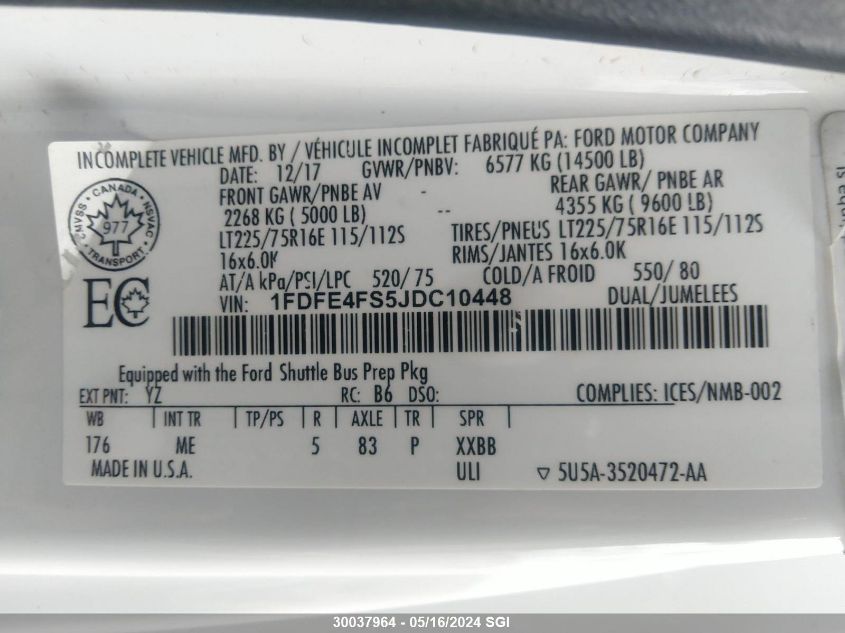 INCOMPLETE VEHICLE MFD. BY / VÉHICULE INCOMPLET FABRIQUÉ PA: FORD MOTOR COMPANY
DATE: 12/17 GVWR/PNBV: 6577 KG (14500 LB)
FRONT GAWR/PNBE AV - REAR GAWR/ PNBE AR
2268 KG ( 5000 LB) -- 4355 KG ( 9600 LB)
LT225/75R16E 115/112S TIRES/PNEUS LT225/75R16E 115/112S
16x6.0K RIMS/JANTES 16x6.0K
AT/A kPa/PSI/LPC 520/ 75 COLD/A FROID 550/ 80
VIN: 1FDFE4FS5JDC10448 DUAL/JUMELEES
CANADA
CMVSS NSVAC
977
TRANSPORT
EC
Equipped with the Ford Shuttle Bus Prep Pkg
EXT PNT: YZ RC: B6 DSO: COMPLIES: ICES/NMB-002
WB INT TR TP/PS R AXLE TR SPR
176 ME 5 83 P XXBB
MADE IN U.S.A. ULI ▽ 5U5A-3520472-AA
30037964 - 05/16/2024 SGI